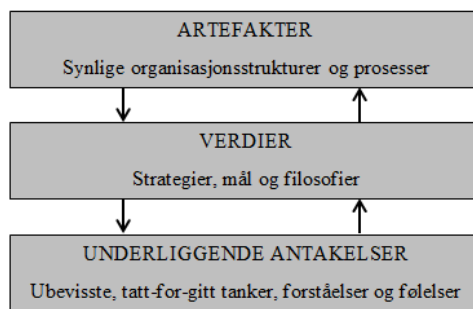 ARTEFAKTER
Synlige organisasjonsstrukturer og prosesser
VERDIER
Strategier, mål og filosofier
UNDERLIGGENDE ANTAKELSER
Ubevisste, tatt-for-gitt tanker, forståelser og følelser